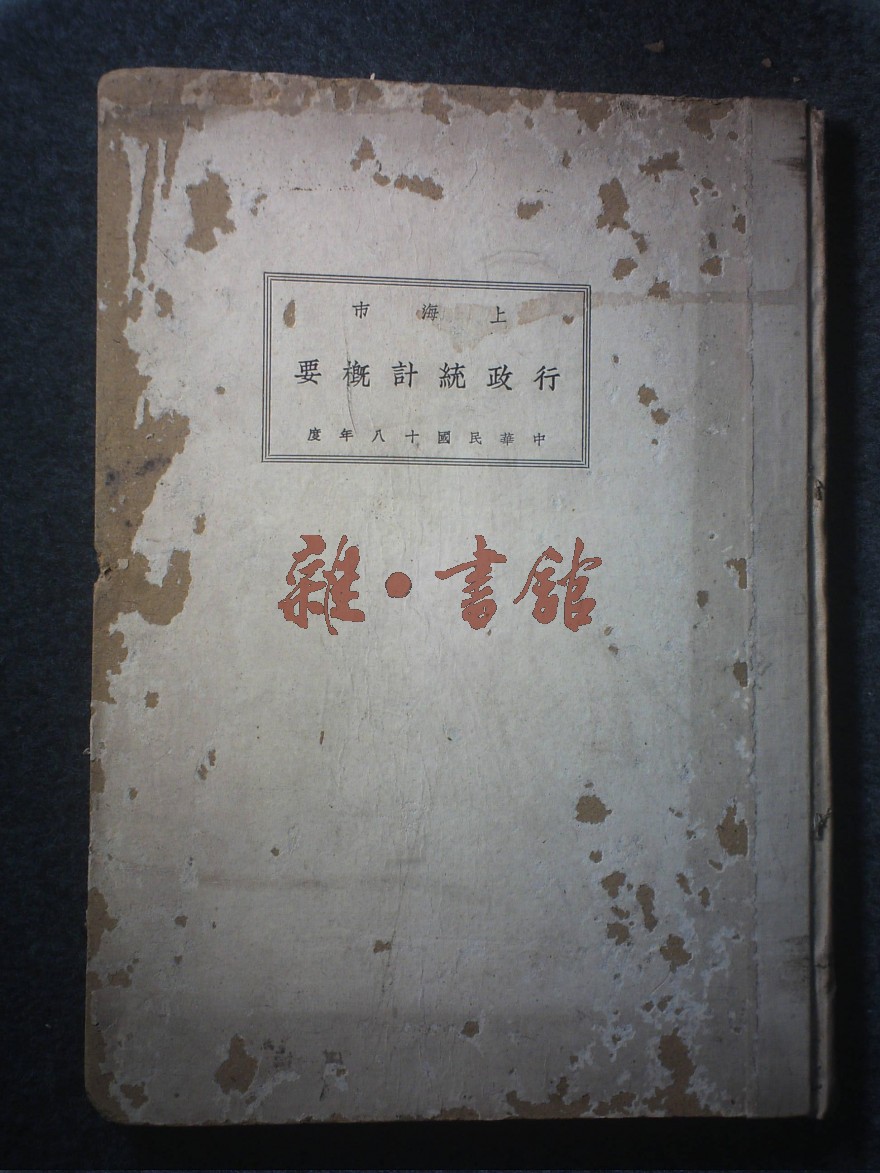 上海市
行政統計概要
中華民國十八年度
雜·書館